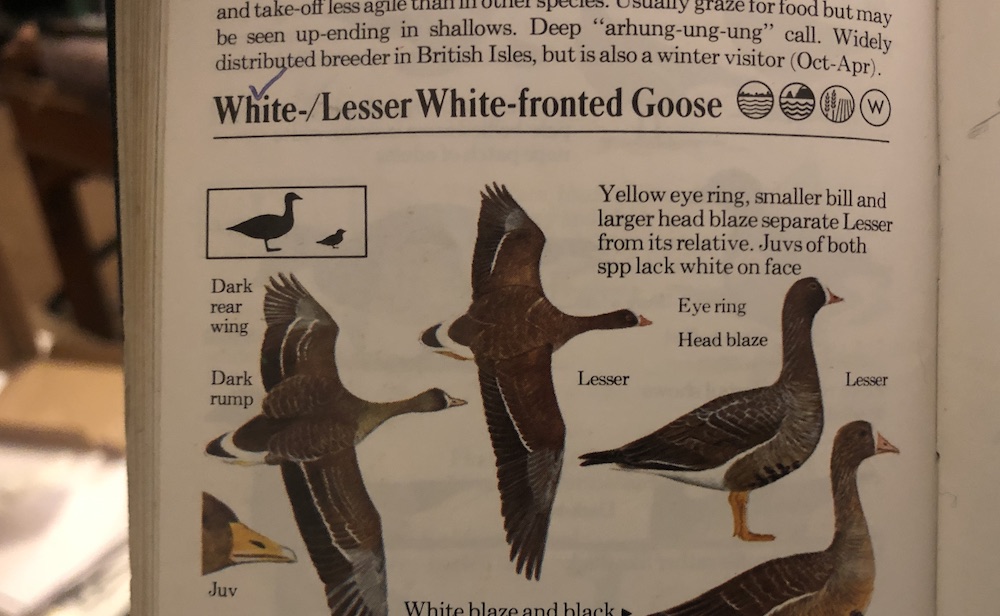 and take-off less agile than in other species. Usually graze for food but may
be seen up-ending in shallows. Deep “arhung-ung-ung” call. Widely
distributed breeder in British Isles, but is also a winter visitor (Oct-Apr).
White-/Lesser White-fronted Goose W
Yellow eye ring, smaller bill and
larger head blaze separate Lesser
from its relative. Juvs of both
spp lack white on face
Dark
rear
wing
Eye ring
Head blaze
Dark
rump
Lesser
Lesser
Juv
White blaze and black